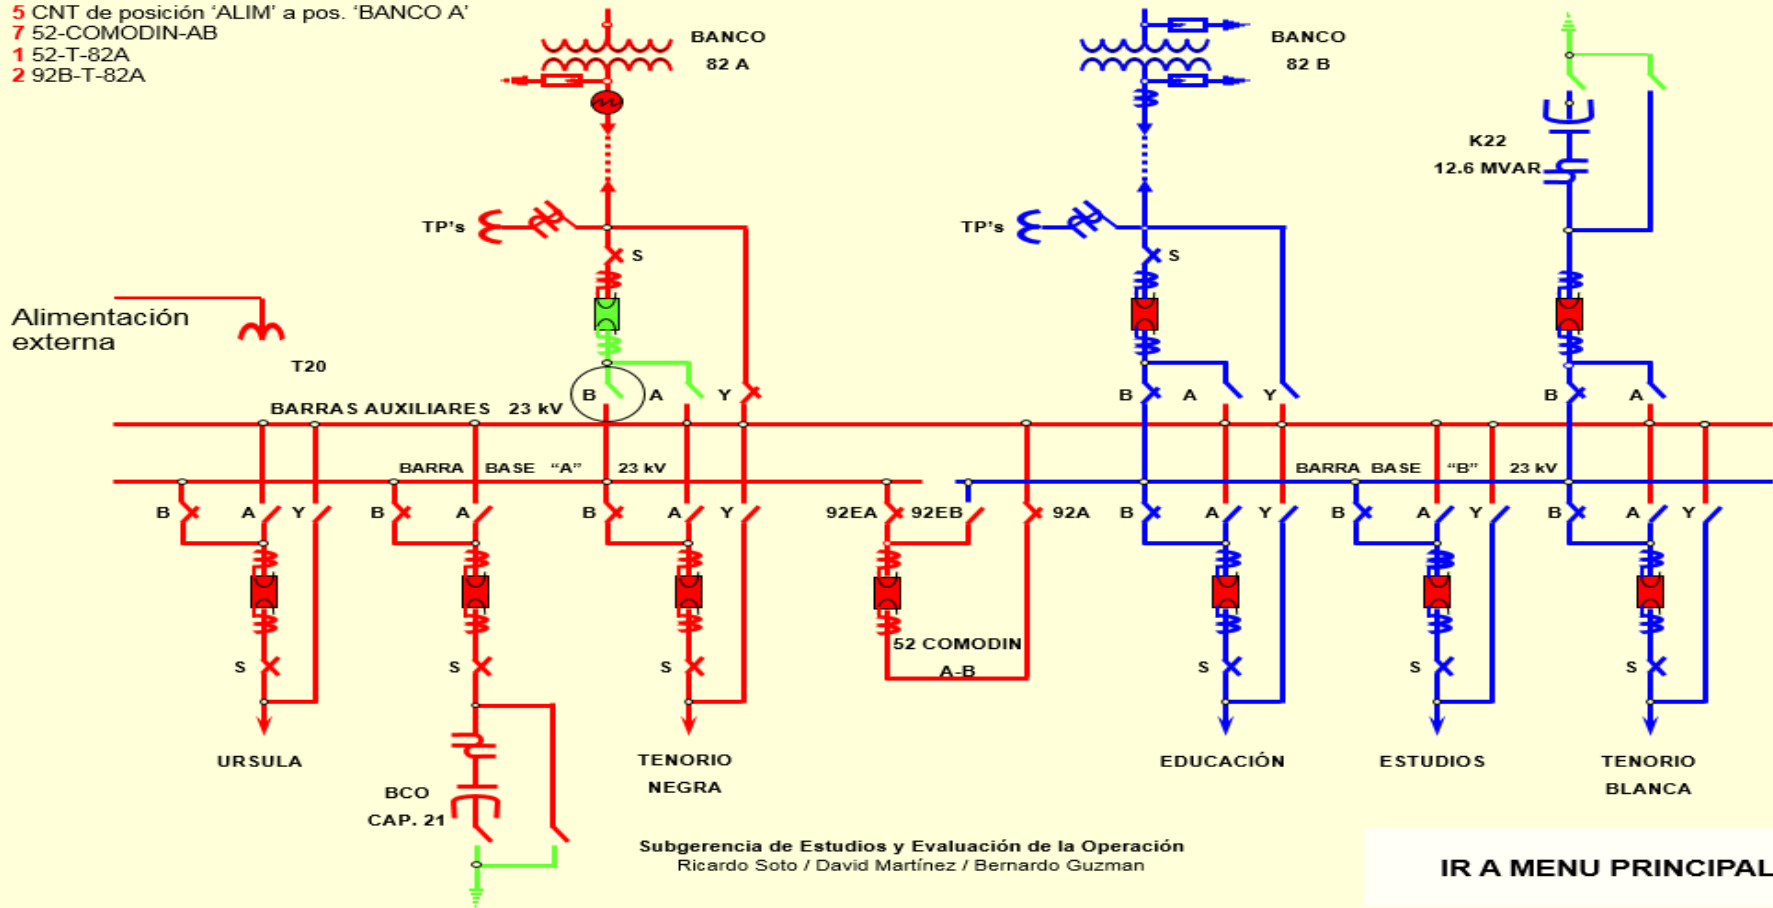 5 CNT de posición ‘ALIM’ a pos. ‘BANCO A’
7 52-COMODIN-AB
1 52-T-82A
2 92B-T-82A
BANCO
82 A
BANCO
82 B
K22
12.6 MVAR
TP's
S
TP's
S
Alimentación
externa
T20
B
A
Y
B
A
Y
B
A
BARRAS AUXILIARES 23 kV
BARRA BASE “A” 23 kV
BARRA BASE “B” 23 kV
B
A
Y
B
A
B
A
Y
92EA
92EB
92A
B
A
Y
B
A
Y
B
A
Y
52 COMODIN
A-B
S
S
S
S
S
S
URSULA
TENORIO
NEGRA
EDUCACIÓN
ESTUDIOS
TENORIO
BLANCA
BCO
CAP. 21
Subgerencia de Estudios y Evaluación de la Operación
Ricardo Soto / David Martínez / Bernardo Guzman
IR A MENU PRINCIPAL